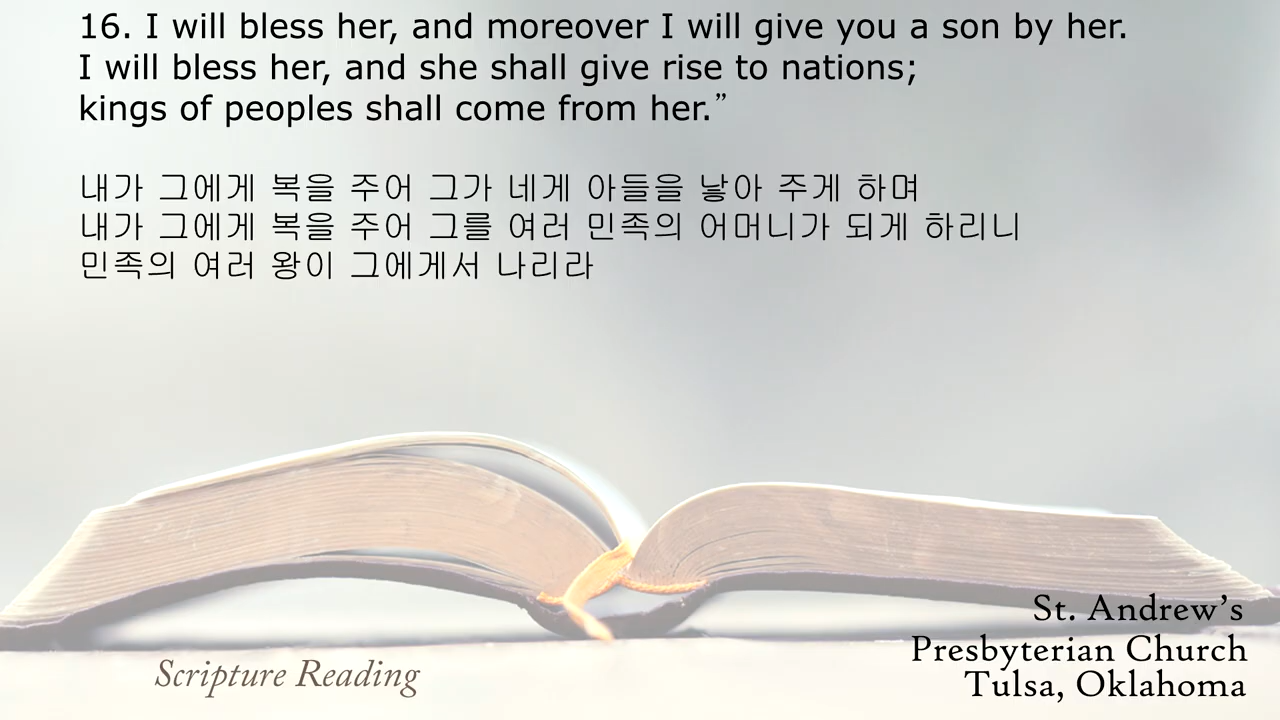 16. I will bless her, and moreover I will give you a son by her.
I will bless her, and she shall give rise to nations;
kings of peoples shall come from her.”
내가 그에게 복을 주어 그가 네게 아들을 낳아 주게 하며
내가 그에게 복을 주어 그를 여러 민족의 어머니가 되게 하리니
민족의 여러 왕이 그에게서 나리라
St. Andrew’s
Presbyterian Church
Tulsa, Oklahoma
Scripture Reading